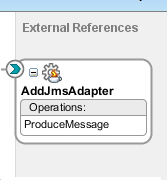 External References
AddJmsAdapter
Operations:
ProduceMessage